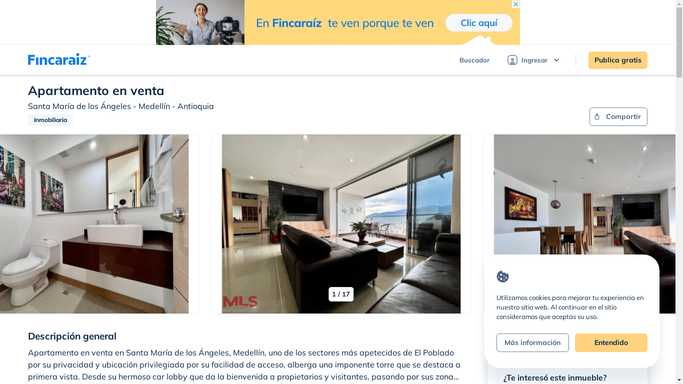 En Fincaraíz te ven porque te ven
Clic aquí
Fincaraíz
Buscador
Ingresar
Publica gratis
Apartamento en venta
Santa María de los Ángeles - Medellín - Antioquia
Inmobiliaria
Compartir
MLS
1 / 17
Utilizamos cookies para mejorar tu experiencia en
nuestro sitio web. Al continuar en el sitio
consideramos que aceptas su uso.
Más información
Entendido
Descripción general
Apartamento en venta en Santa María de los Ángeles, Medellín, uno de los sectores más apetecidos de El Poblado
por su privacidad y ubicación privilegiada por su facilidad de acceso, alberga una imponente torre que se destaca a
primera vista. Desde su hermoso car lobby que da la bienvenida a propietarios y visitantes, pasando por sus zona...
¿Te interesó este inmueble?